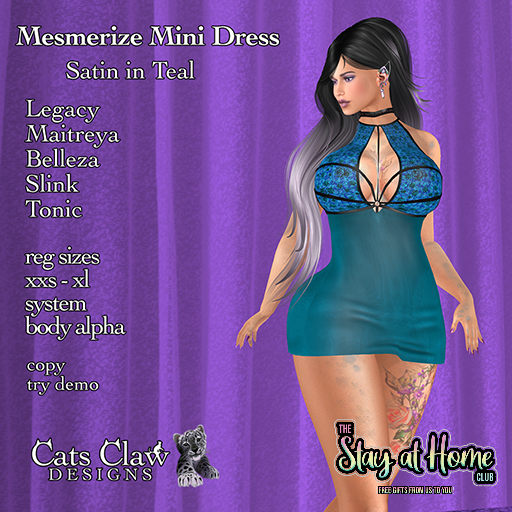 Mesmerize Mini Dress
Satin in Teal
Legacy
Maitreya
Belleza
Slink
Tonic
reg sizes
xxs - xl
system
body alpha
copy
try demo
Cats Claw
DESIGNS
THE
Stay at Home
CLUB
FREE GIFTS FROM US TO YOU